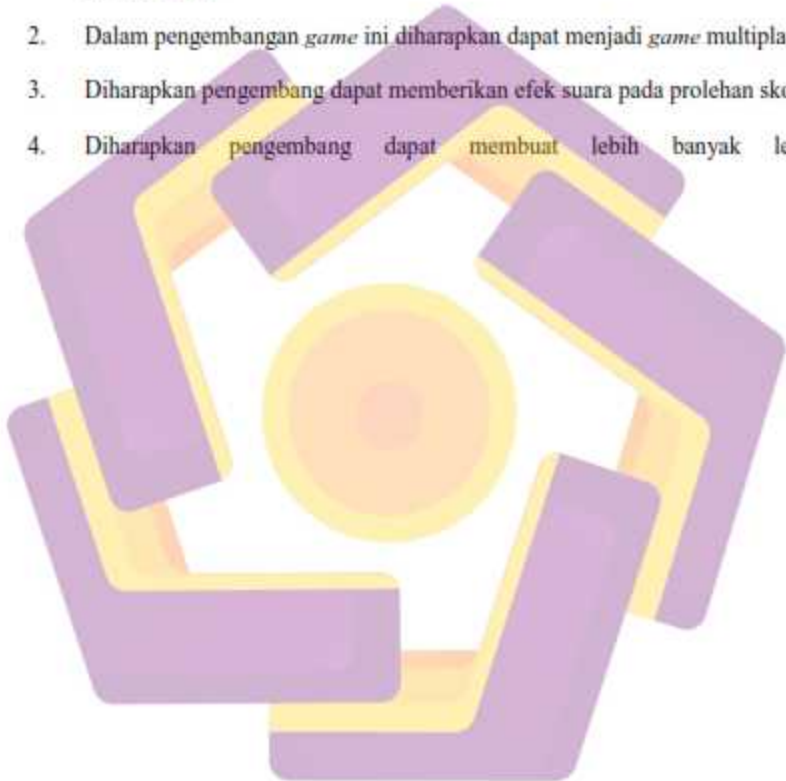 2. Dalam pengembangan game ini diharapkan dapat menjadi game multipla
3. Diharapkan pengembang dapat memberikan efek suara pada prolehan sko
4. Diharapkan pengembang dapat membuat lebih banyak le